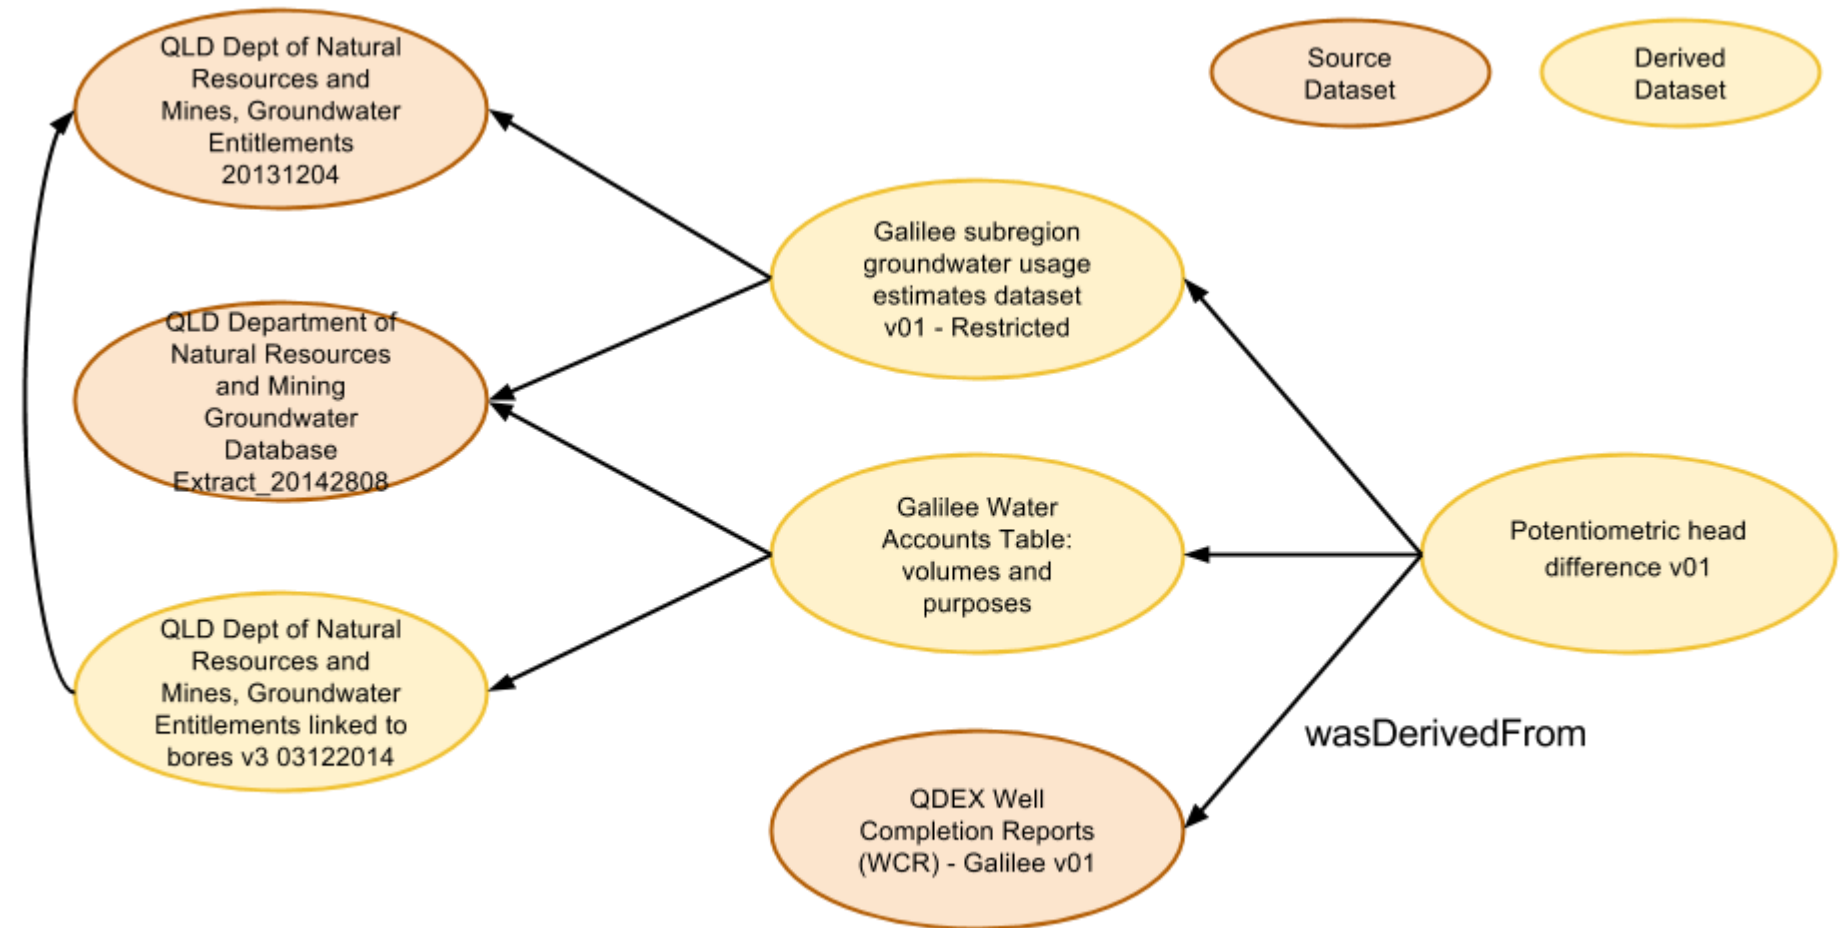 QLD Dept of Natural
Resources and
Mines, Groundwater
Entitlements
20131204
Source
Dataset
Derived
Dataset
Galilee subregion
groundwater usage
estimates dataset
v01 - Restricted
QLD Department of
Natural Resources
and Mining
Groundwater
Database
Extract_20142808
Galilee Water
Accounts Table:
volumes and
purposes
Potentiometric head
difference v01
QLD Dept of Natural
Resources and
Mines, Groundwater
Entitlements linked to
bores v3 03122014
wasDerivedFrom
QDEX Well
Completion Reports
(WCR) - Galilee v01